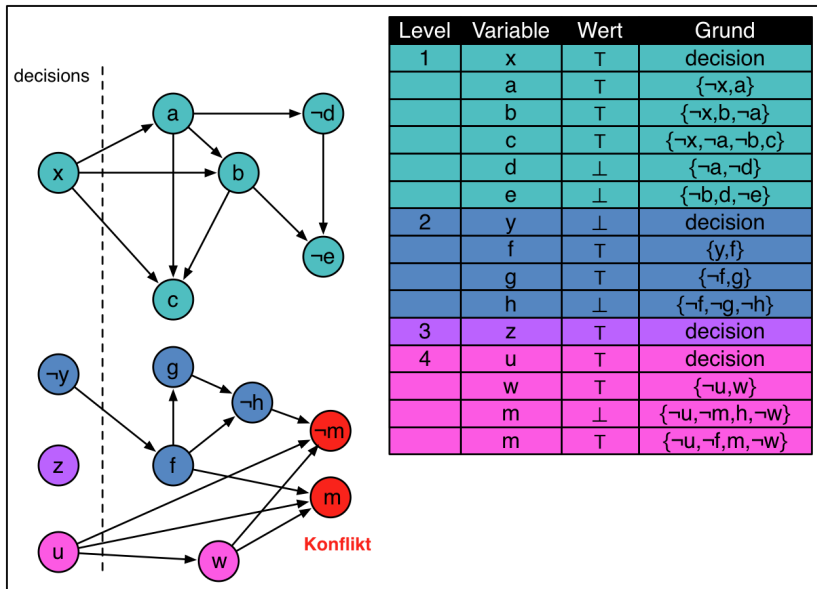 decisions
a
¬d
x
b
¬e
c
¬y
g
¬h
¬m
z
f
m
Konflikt
u
w
Level Variable Wert Grund
1 x ⊤ decision
a ⊤ {¬x,a}
b ⊤ {¬x,b,¬a}
c ⊤ {¬x,¬a,¬b,c}
d ⊥ {¬a,¬d}
e ⊥ {¬b,d,¬e}
2 y ⊥ decision
f ⊤ {y,f}
g ⊤ {¬f,g}
h ⊥ {¬f,¬g,¬h}
3 z ⊤ decision
4 u ⊤ decision
w ⊤ {¬u,w}
m ⊥ {¬u,¬m,h,¬w}
m ⊤ {¬u,¬f,m,¬w}